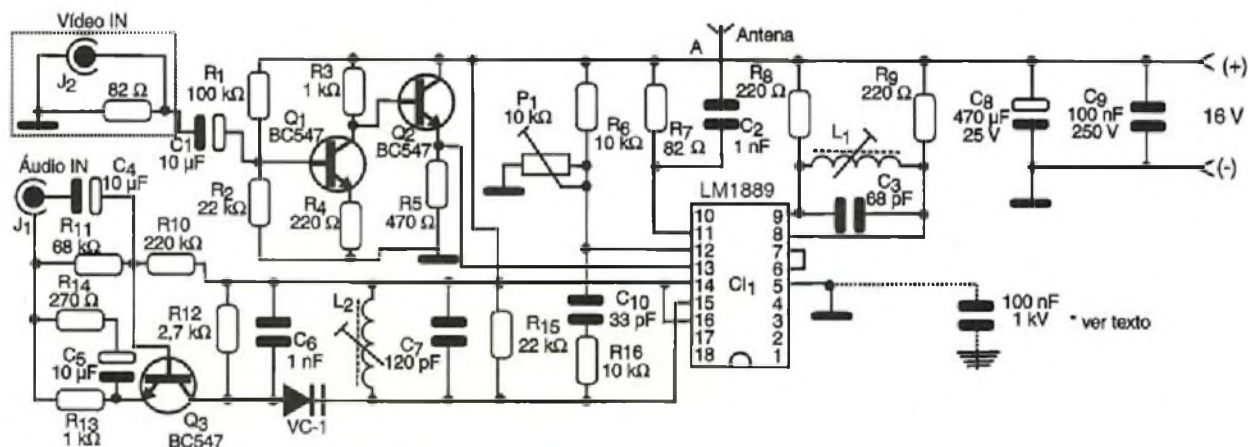 Vídeo IN
J2
82 Ω
C1
10 µF
R1
100 kΩ
R2
22 kΩ
R3
1 kΩ
Q1
BC547
Q2
BC547
R4
220 Ω
R5
470 Ω
P1
10 kΩ
R6
10 kΩ
A
Antena
R7
82 Ω
C2
1 nF
R8
220 Ω
R9
220 Ω
L1
C3
68 pF
C8
470 µF
25 V
C9
100 nF
250 V
(+)
16 V
(-)
Áudio IN
J1
C4
10 µF
R11
68 kΩ
R10
220 kΩ
R14
270 Ω
C5
10 µF
R13
1 kΩ
R12
2,7 kΩ
Q3
BC547
C6
1 nF
VC-1
L2
C7
120 pF
R15
22 kΩ
C10
33 pF
R16
10 kΩ
LM1889
CI1
10 9
11 8
12 7
13 6
14 5
15 4
16 3
17 2
18 1
100 nF
1 kV
* ver texto